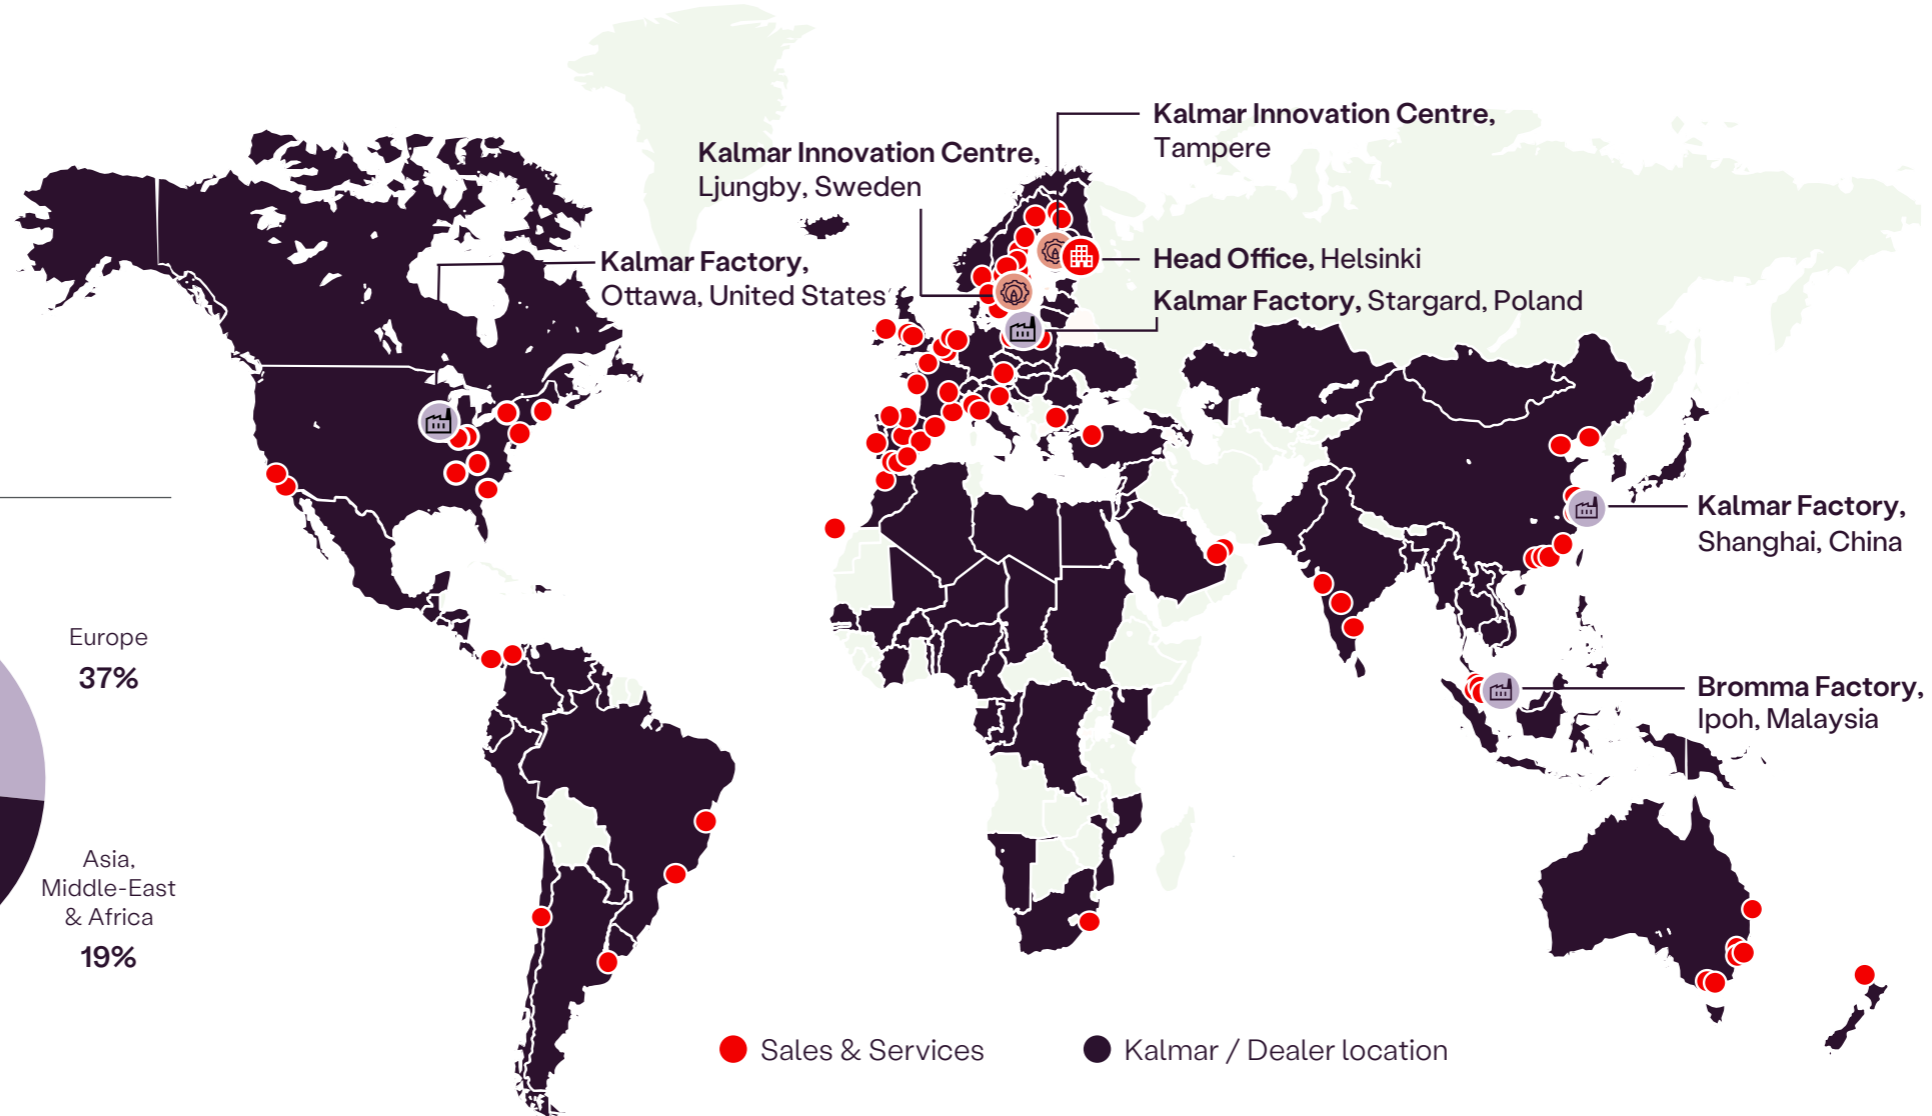 Kalmar Innovation Centre,
Tampere
Kalmar Innovation Centre,
Ljungby, Sweden
Kalmar Factory,
Ottawa, United States
Head Office, Helsinki
Kalmar Factory, Stargard, Poland
Kalmar Factory,
Shanghai, China
Europe
37%
Bromma Factory,
Ipoh, Malaysia
Asia,
Middle-East
& Africa
19%
Sales & Services
Kalmar / Dealer location